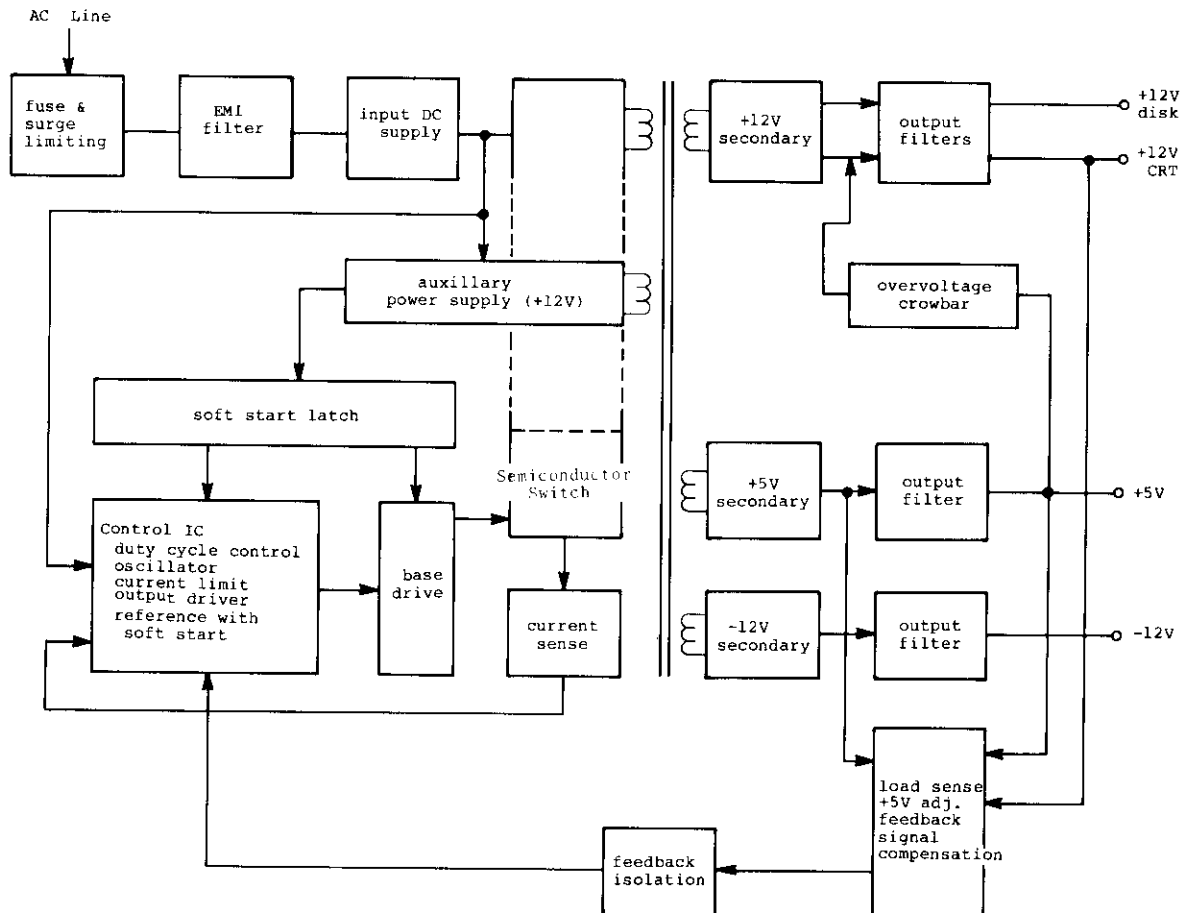 AC Line
fuse &
surge
limiting
EMI
filter
input DC
supply
+12V
secondary
output
filters
+12V
disk
+12V
CRT
auxillary
power supply (+12V)
overvoltage
crowbar
soft start latch
Semiconductor
Switch
+5V
secondary
output
filter
+5V
Control IC
duty cycle control
oscillator
current limit
output driver
reference with
soft start
base
drive
current
sense
-12V
secondary
output
filter
-12V
load sense
+5V adj.
feedback
signal
compensation
feedback
isolation